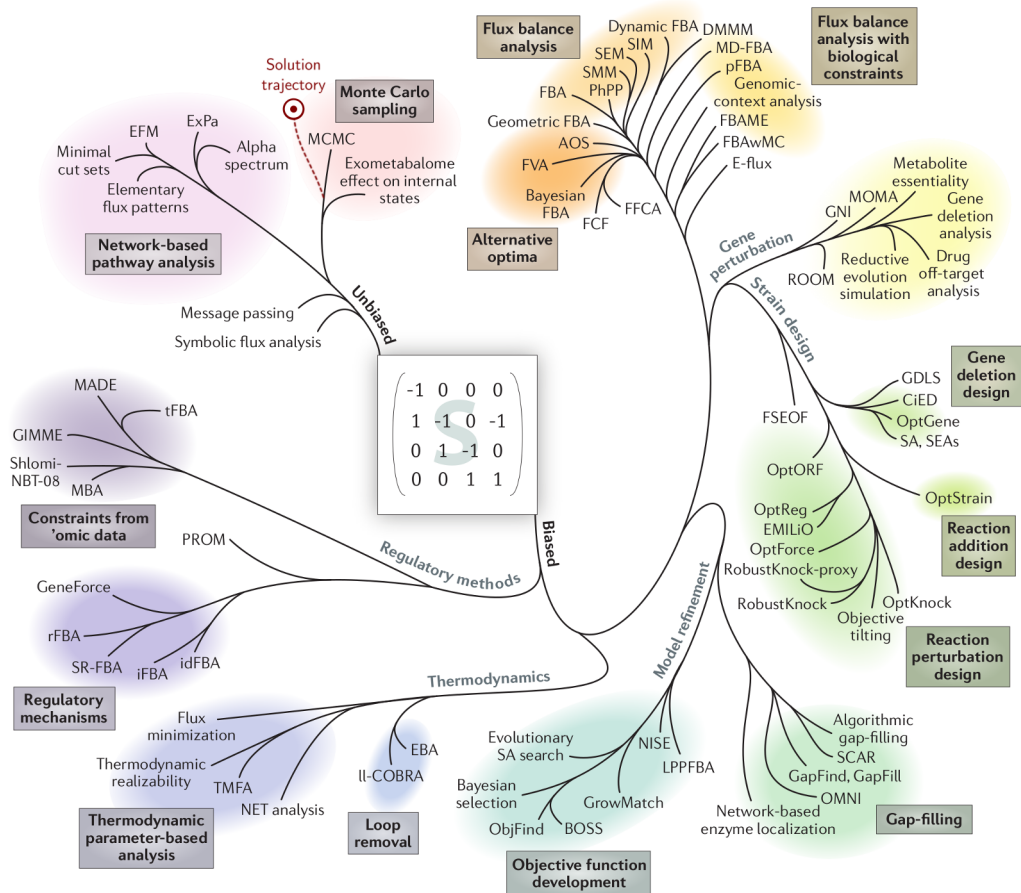 Flux balance
analysis
Dynamic FBA
SIM
SEM
SMM
PhPP
FBA
Geometric FBA
AOS
FVA
Bayesian
FBA
FCF
FFCA
Alternative
optima
DMMM
MD-FBA
pFBA
Genomic-
context analysis
FBAME
FBAwMC
E-flux
Flux balance
analysis with
biological
constraints
Solution
trajectory
Monte Carlo
sampling
MCMC
Exometabalome
effect on internal
states
ExPa
EFM
Alpha
spectrum
Minimal
cut sets
Elementary
flux patterns
Network-based
pathway analysis
Message passing
Symbolic flux analysis
Unbiased
Gene
perturbation
GNI
MOMA
Metabolite
essentiality
Gene
deletion
analysis
ROOM
Reductive
evolution
simulation
Drug
off-target
analysis
Strain design
Gene
deletion
design
GDLS
CiED
OptGene
SA, SEAs
FSEOF
OptORF
OptStrain
Reaction
addition
design
OptReg
EMILiO
OptForce
RobustKnock-proxy
RobustKnock
OptKnock
Objective
tilting
Reaction
perturbation
design
S
-1 0 0 0
1 -1 0 -1
0 1 -1 0
0 0 1 1
MADE
tFBA
GIMME
Shlomi-
NBT-08
MBA
Constraints from
'omic data
PROM
Regulatory methods
Biased
GeneForce
rFBA
SR-FBA
iFBA
idFBA
Regulatory
mechanisms
Thermodynamics
Flux
minimization
Thermodynamic
realizability
TMFA
NET analysis
Thermodynamic
parameter-based
analysis
EBA
ll-COBRA
Loop
removal
Model refinement
Evolutionary
SA search
NISE
LPPFBA
Bayesian
selection
GrowMatch
ObjFind
BOSS
Objective function
development
Algorithmic
gap-filling
SCAR
GapFind, GapFill
OMNI
Network-based
enzyme localization
Gap-filling